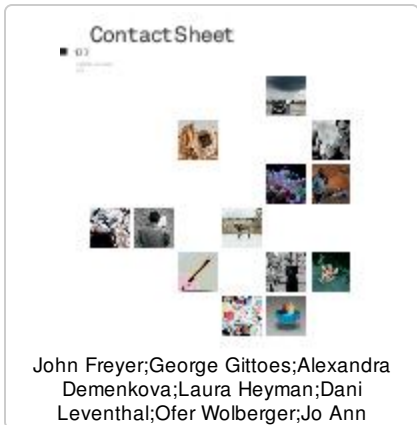 ContactSheet
John Freyer;George Gittoes;Alexandra
Demenkova;Laura Heyman;Dani
Leventhal;Ofer Wolberger;Jo Ann